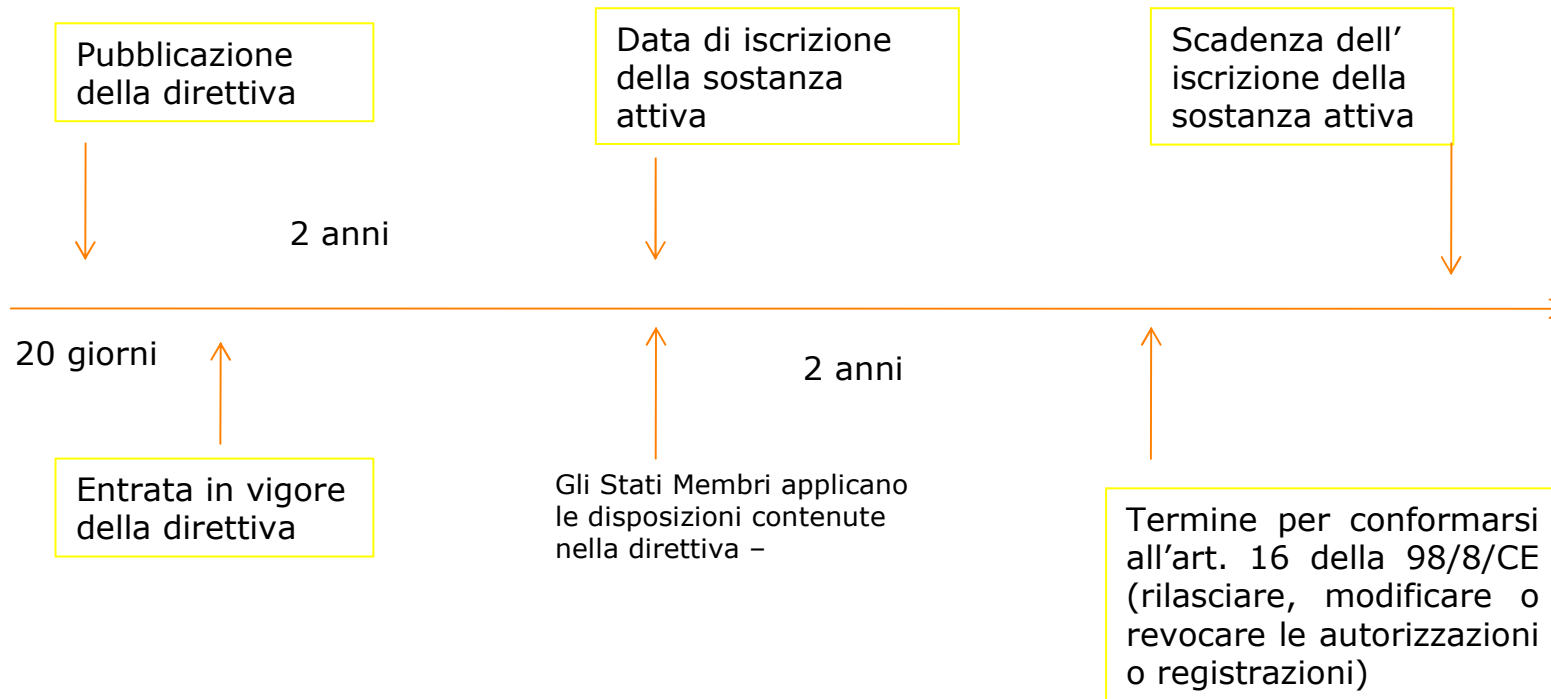 Pubblicazione
della direttiva
Data di iscrizione
della sostanza
attiva
Scadenza dell’
iscrizione della
sostanza attiva
2 anni
20 giorni
2 anni
Entrata in vigore
della direttiva
Gli Stati Membri applicano
le disposizioni contenute
nella direttiva –
Termine per conformarsi
all’art. 16 della 98/8/CE
(rilasciare, modificare o
revocare le autorizzazioni
o registrazioni)